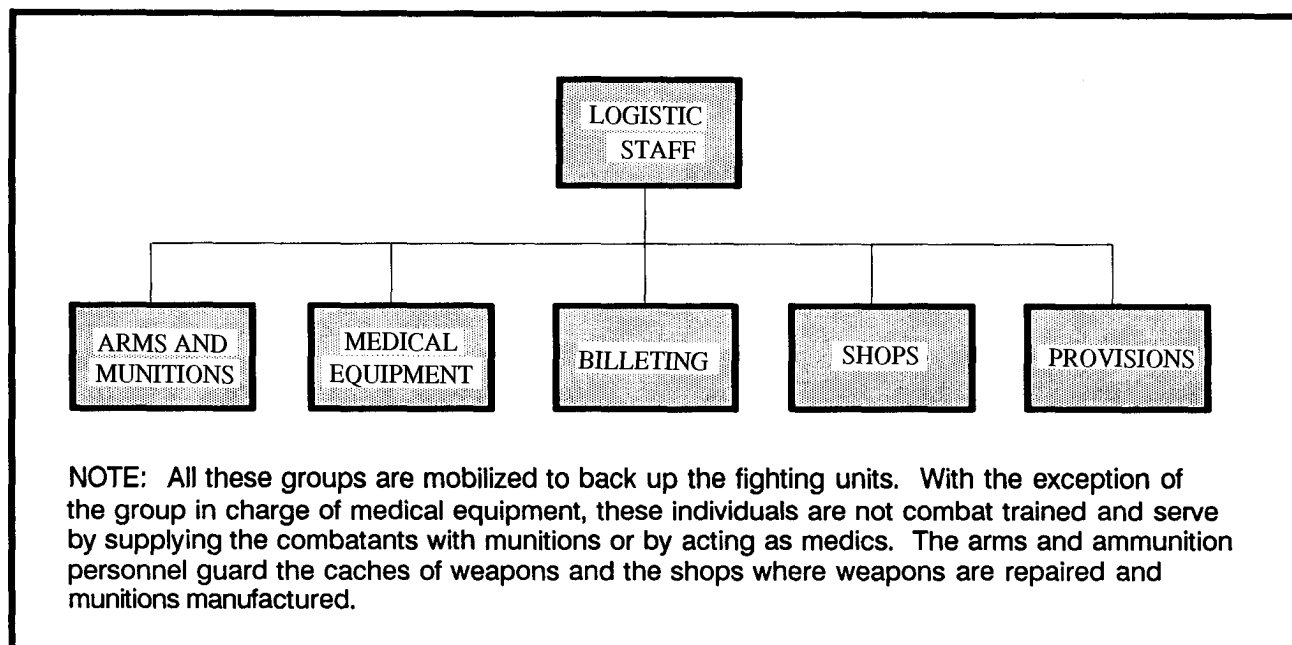 LOGISTIC
STAFF
ARMS AND
MUNITIONS
MEDICAL
EQUIPMENT
BILLETING
SHOPS
PROVISIONS
NOTE: All these groups are mobilized to back up the fighting units. With the exception of
the group in charge of medical equipment, these individuals are not combat trained and serve
by supplying the combatants with munitions or by acting as medics. The arms and ammunition
personnel guard the caches of weapons and the shops where weapons are repaired and
munitions manufactured.